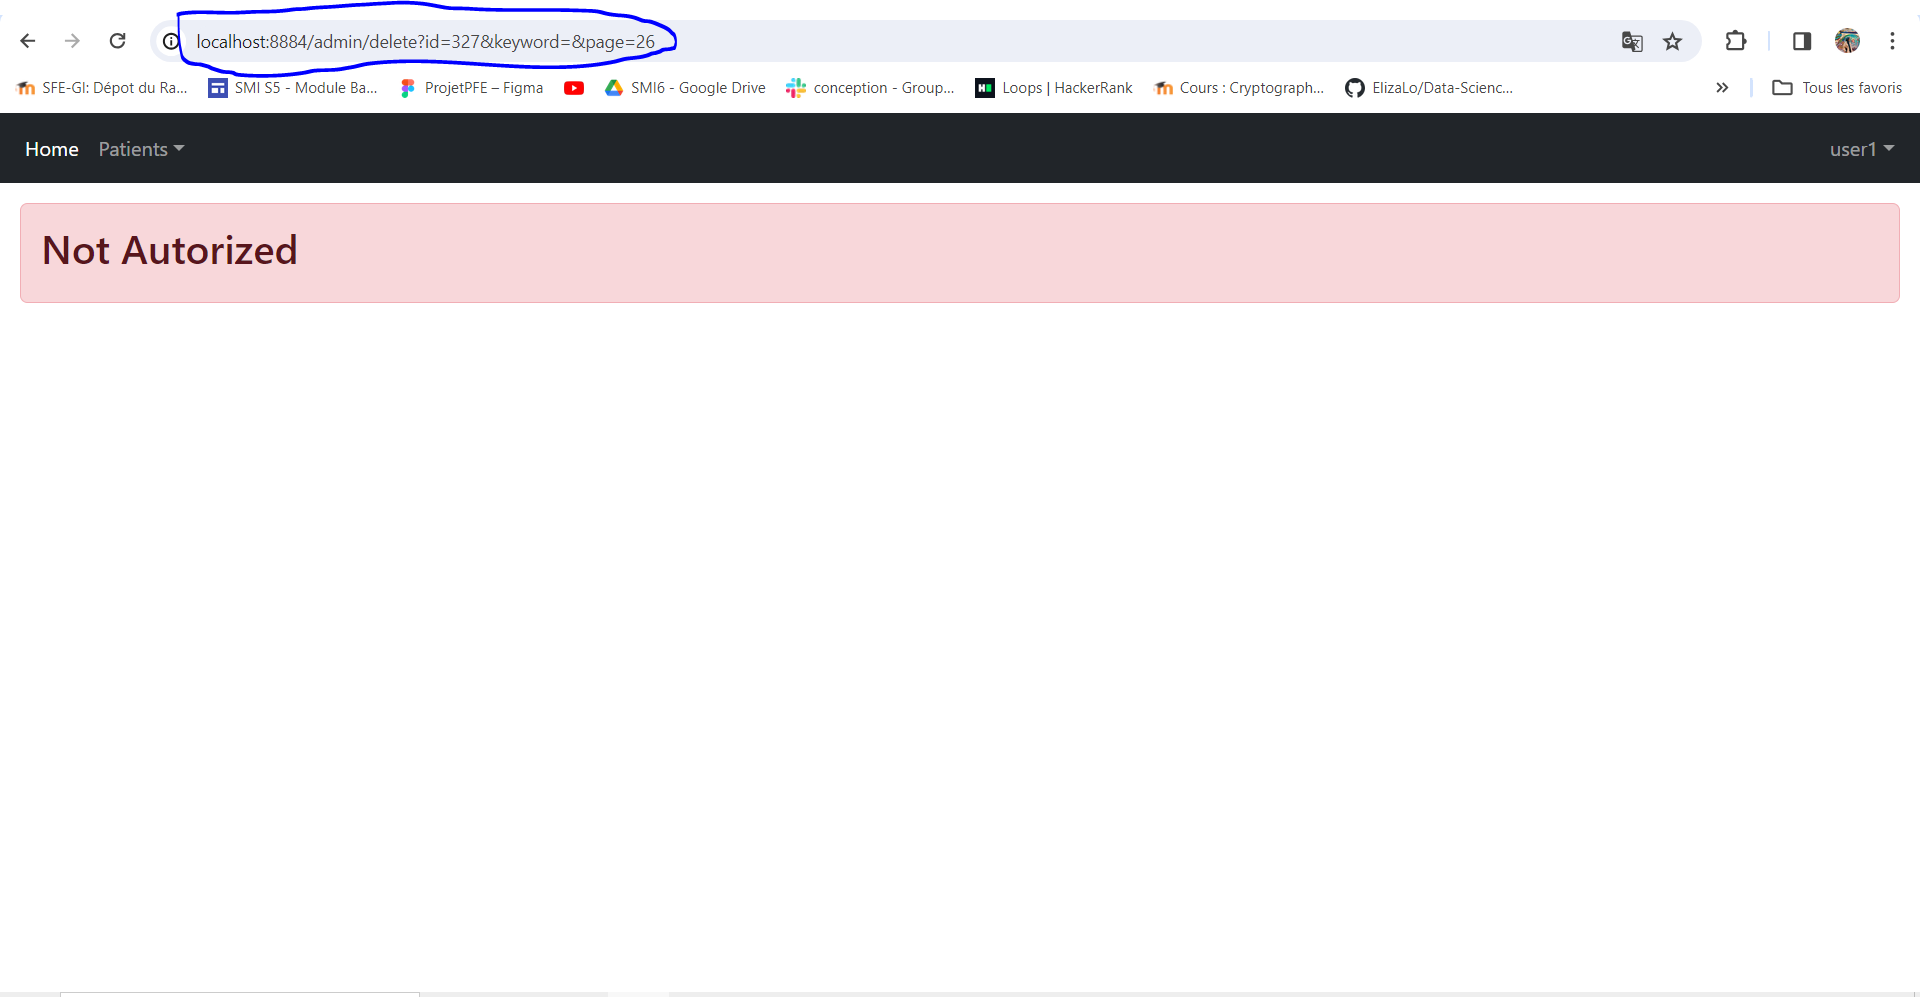 localhost:8884/admin/delete?id=327&keyword=&page=26
SFE-GI: Dépot du Ra... SMI S5 - Module Ba... ProjetPFE – Figma SMI6 - Google Drive conception - Group... Loops | HackerRank Cours : Cryptograph... ElizaLo/Data-Scienc... » Tous les favoris
Home Patients user1
Not Autorized